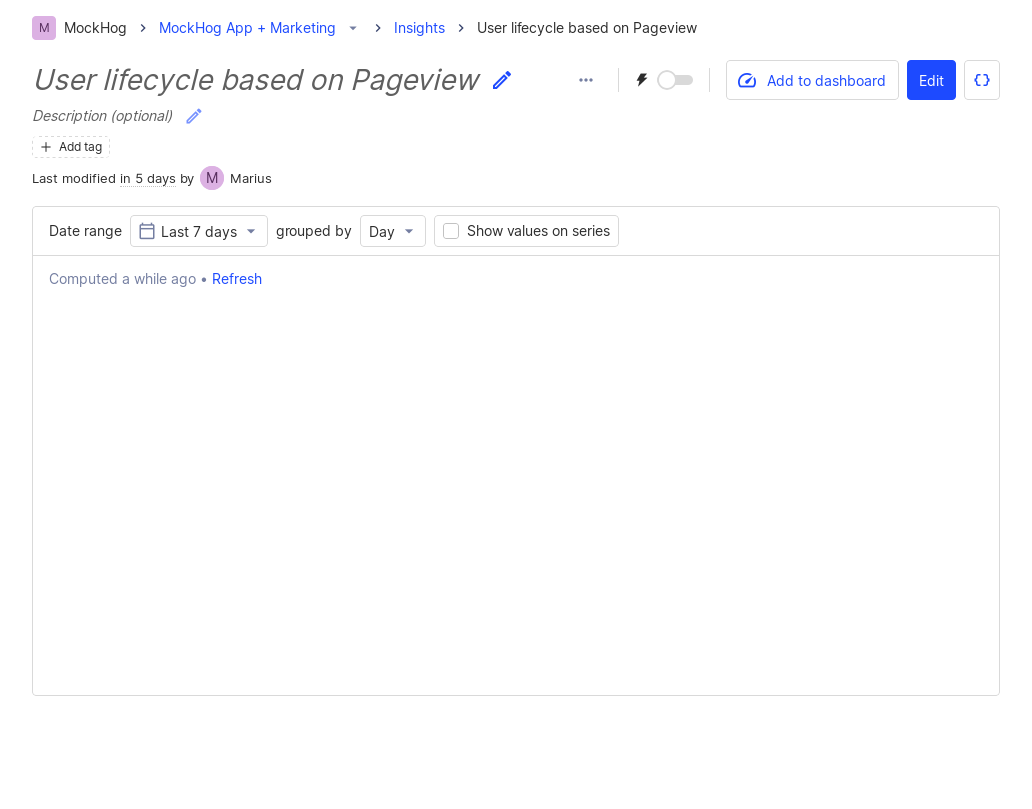 M MockHog MockHog App + Marketing Insights User lifecycle based on Pageview
User lifecycle based on Pageview Add to dashboard Edit {}
Description (optional)
+ Add tag
Last modified in 5 days by M Marius
Date range Last 7 days grouped by Day Show values on series
Computed a while ago • Refresh